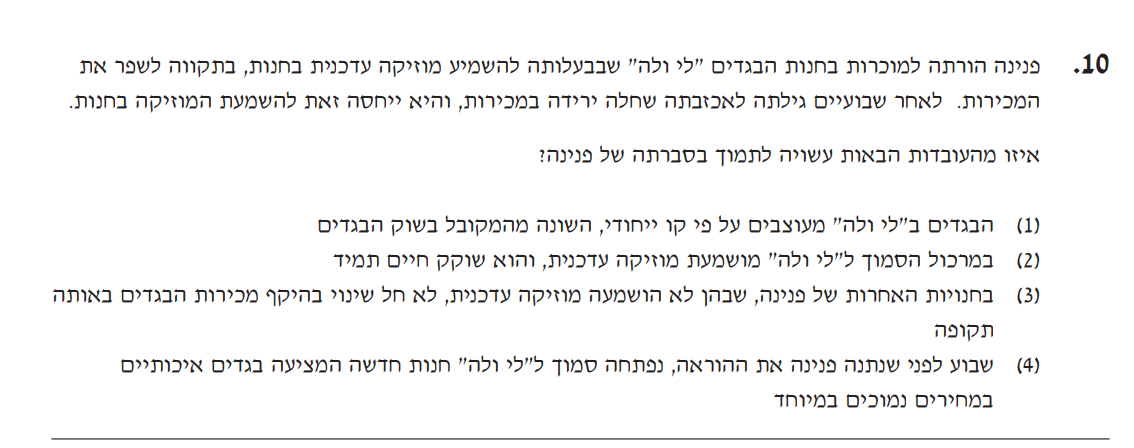 10. פנינה הורתה למוכרות בחנות הבגדים "לי ולה" שבבעלותה להשמיע מוזיקה עדכנית בחנות, בתקווה לשפר את
המכירות. לאחר שבועיים גילתה לאכזבתה שחלה ירידה במכירות, והיא ייחסה זאת להשמעת המוזיקה בחנות.
איזו מהעובדות הבאות עשויה לתמוך בסברתה של פנינה?
(1) הבגדים ב"לי ולה" מעוצבים על פי קו ייחודי, השונה מהמקובל בשוק הבגדים
(2) במרכול הסמוך ל"לי ולה" מושמעת מוזיקה עדכנית, והוא שוקק חיים תמיד
(3) בחנויות האחרות של פנינה, שבהן לא הושמעה מוזיקה עדכנית, לא חל שינוי בהיקף מכירות הבגדים באותה
תקופה
(4) שבוע לפני שנתנה פנינה את ההוראה, נפתחה סמוך ל"לי ולה" חנות חדשה המציעה בגדים איכותיים
במחירים נמוכים במיוחד